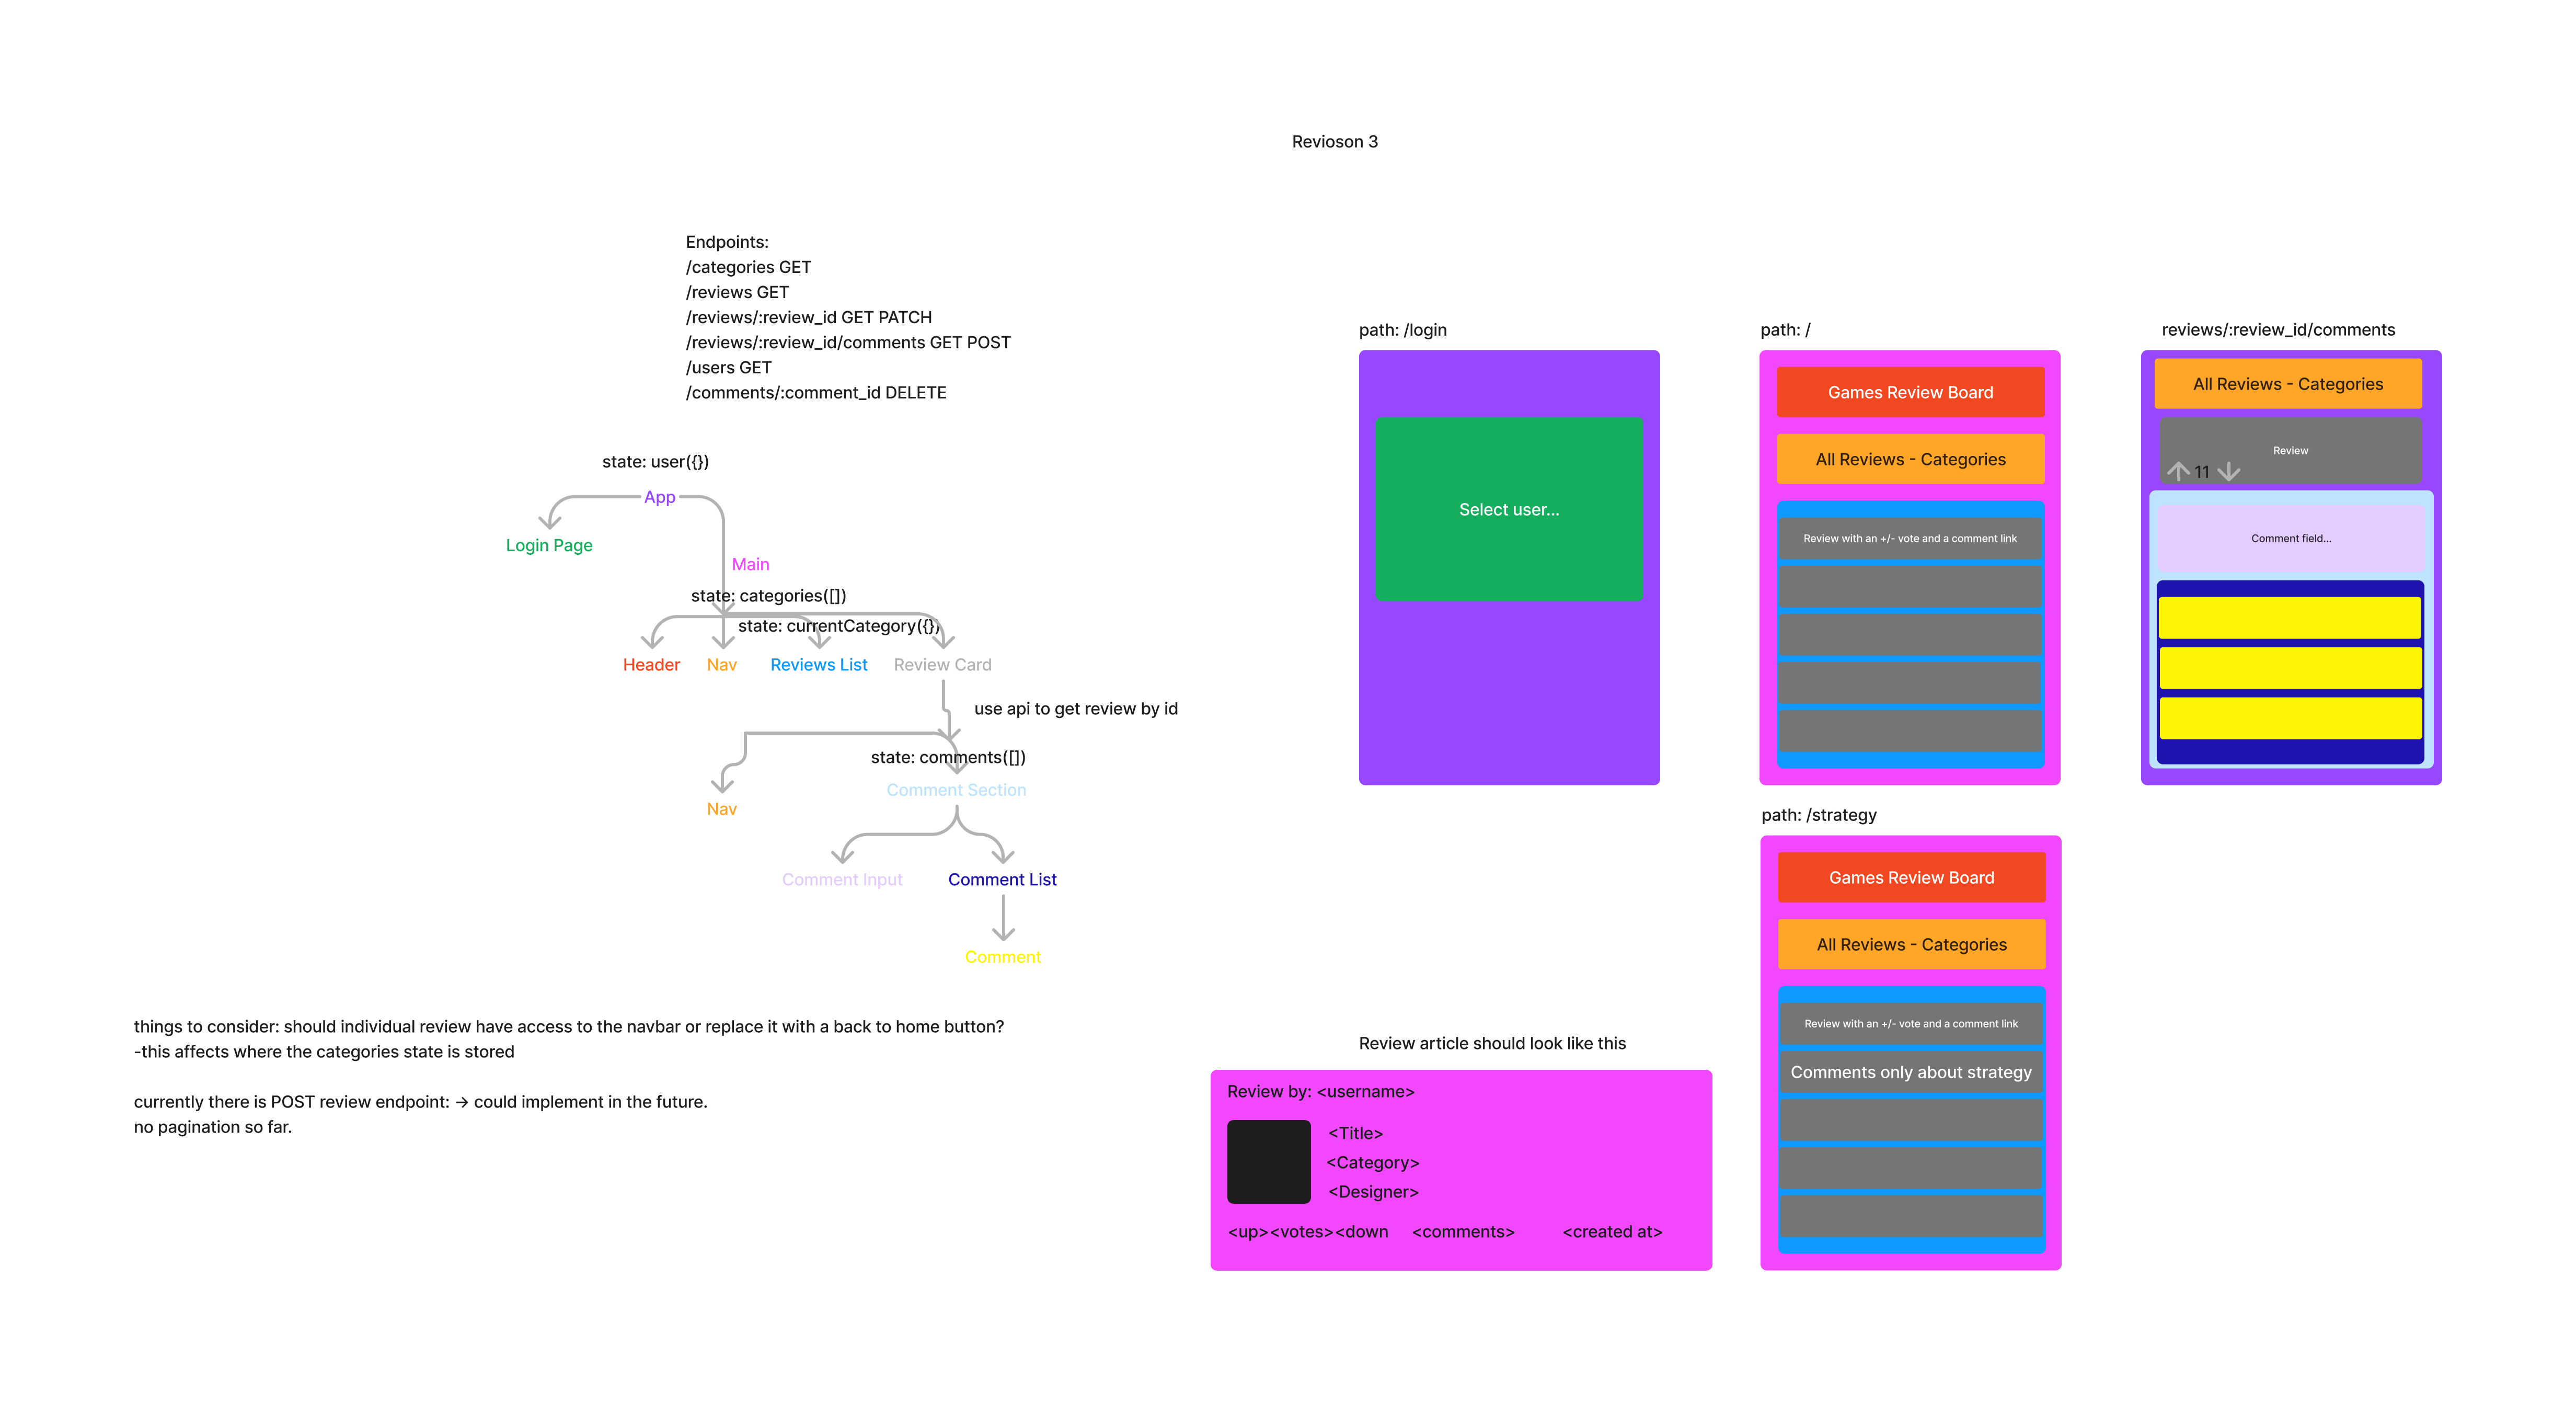 Revioson 3
Endpoints:
/categories GET
/reviews GET
/reviews/:review_id GET PATCH
/reviews/:review_id/comments GET POST
/users GET
/comments/:comment_id DELETE
state: user({})
App
Login Page
Main
state: categories([])
state: currentCategory({})
Header
Nav
Reviews List
Review Card
use api to get review by id
state: comments([])
Comment Section
Nav
Comment Input
Comment List
Comment
things to consider: should individual review have access to the navbar or replace it with a back to home button?
-this affects where the categories state is stored
currently there is POST review endpoint: → could implement in the future.
no pagination so far.
path: /login
Select user...
path: /
Games Review Board
All Reviews - Categories
Review with an +/- vote and a comment link
reviews/:review_id/comments
All Reviews - Categories
Review
11
Comment field...
path: /strategy
Games Review Board
All Reviews - Categories
Review with an +/- vote and a comment link
Comments only about strategy
Review article should look like this
Review by: <username>
<Title>
<Category>
<Designer>
<up><votes><down <comments> <created at>